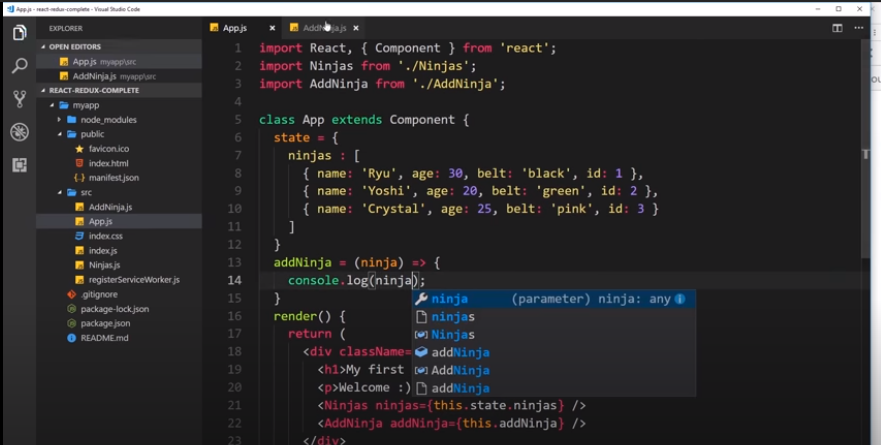 App.js - react-redux-complete - Visual Studio Code
EXPLORER
OPEN EDITORS
App.js myapp\src
AddNinja.js myapp\src
REACT-REDUX-COMPLETE
myapp
node_modules
public
favicon.ico
index.html
manifest.json
src
AddNinja.js
App.js
index.css
index.js
Ninjas.js
registerServiceWorker.js
.gitignore
package-lock.json
package.json
README.md
App.js
AddNinja.js
1 import React, { Component } from 'react';
2 import Ninjas from './Ninjas';
3 import AddNinja from './AddNinja';
4
5 class App extends Component {
6 state = {
7 ninjas : [
8 { name: 'Ryu', age: 30, belt: 'black', id: 1 },
9 { name: 'Yoshi', age: 20, belt: 'green', id: 2 },
10 { name: 'Crystal', age: 25, belt: 'pink', id: 3 }
11 ]
12 }
13 addNinja = (ninja) => {
14 console.log(ninja);
15 }
16 render() {
17 return (
18 <div className=
19 <h1>My first
20 <p>Welcome :)
21 <Ninjas ninjas={this.state.ninjas} />
22 <AddNinja addNinja={this.addNinja} />
23 </div>
ninja (parameter) ninja: any
ninjas
Ninjas
addNinja
AddNinja
addNinja